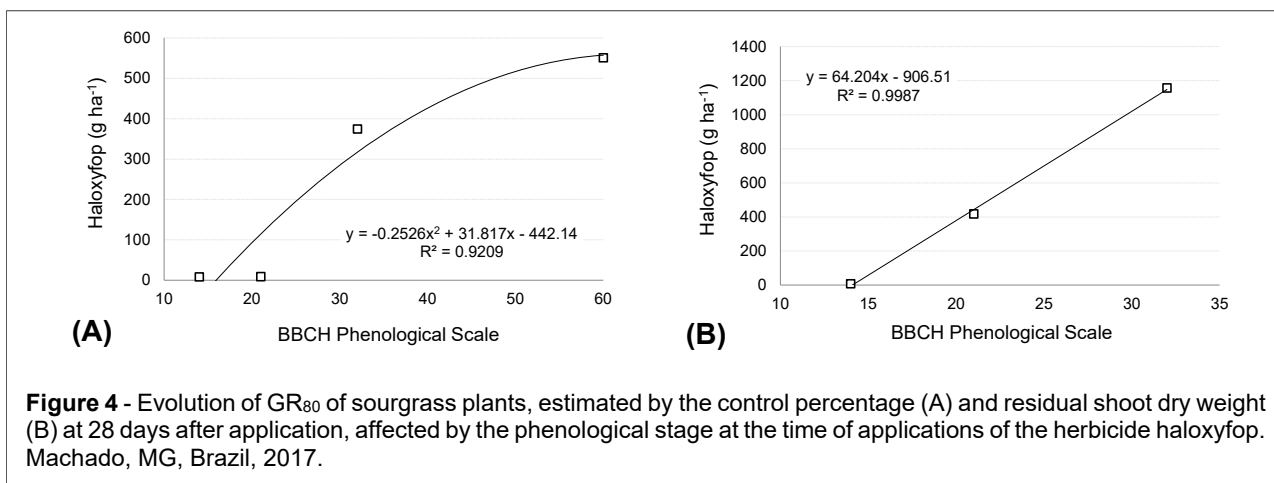 600
500
400
300
200
100
0
10 20 30 40 50 60
Haloxyfop (g ha⁻¹)
y = -0.2526x² + 31.817x - 442.14
R² = 0.9209
BBCH Phenological Scale
(A)
1400
1200
1000
800
600
400
200
0
10 15 20 25 30 35
Haloxyfop (g ha⁻¹)
y = 64.204x - 906.51
R² = 0.9987
BBCH Phenological Scale
(B)
Figure 4 - Evolution of GR₈₀ of sourgrass plants, estimated by the control percentage (A) and residual shoot dry weight
(B) at 28 days after application, affected by the phenological stage at the time of applications of the herbicide haloxyfop.
Machado, MG, Brazil, 2017.